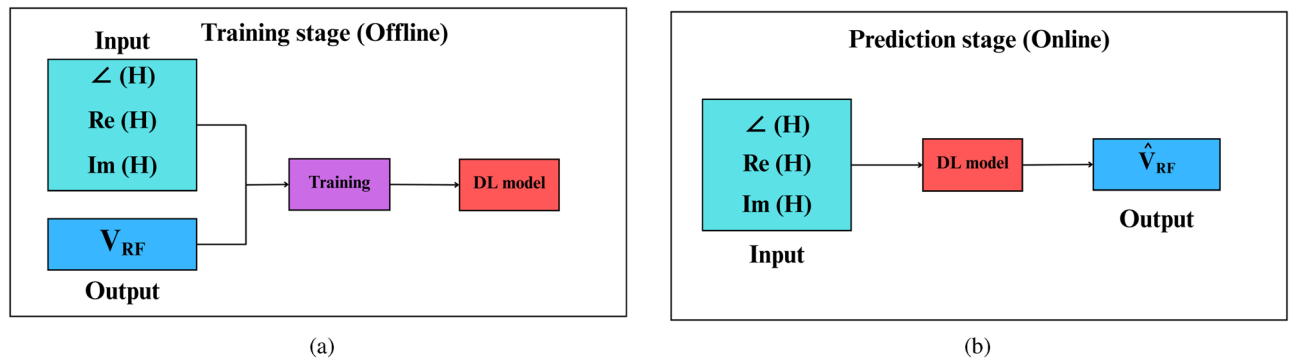 Training stage (Offline)
Input
∠ (H)
Re (H)
Im (H)
Training
DL model
V_RF
Output
(a)
Prediction stage (Online)
∠ (H)
Re (H)
Im (H)
Input
DL model
V̂_RF
Output
(b)